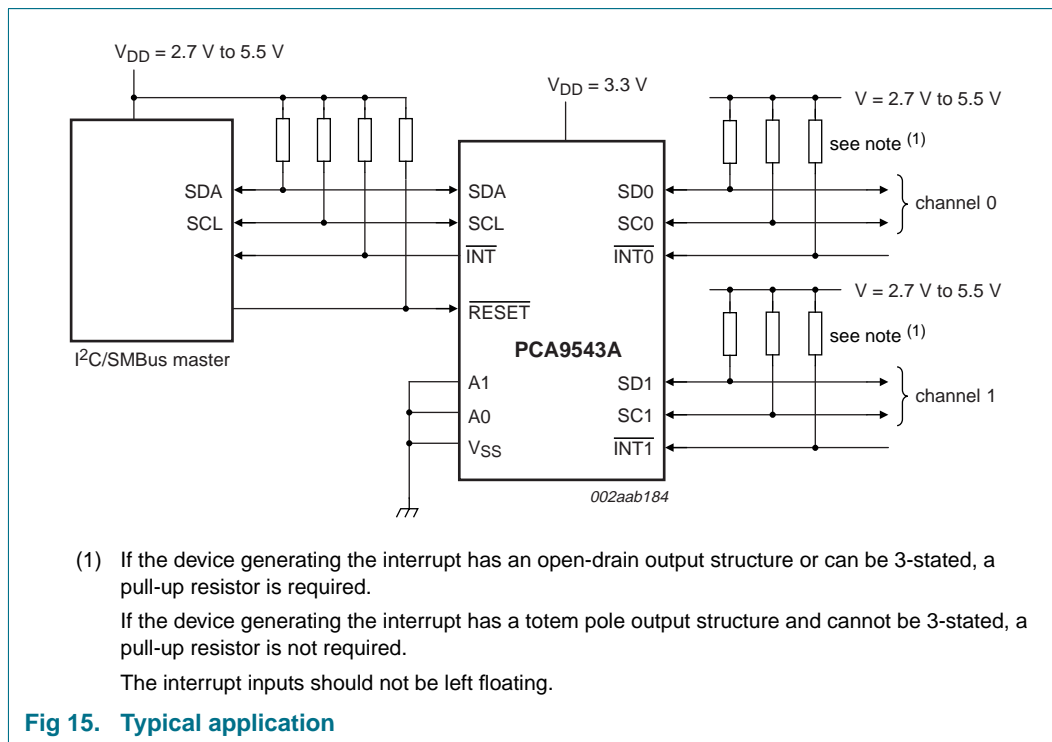 VDD = 2.7 V to 5.5 V
VDD = 3.3 V
V = 2.7 V to 5.5 V
see note (1)
SDA
SCL
SDA
SCL
INT
RESET
SD0
SC0
INT0
channel 0
V = 2.7 V to 5.5 V
see note (1)
I2C/SMBus master
PCA9543A
A1
A0
VSS
SD1
SC1
INT1
channel 1
002aab184
(1) If the device generating the interrupt has an open-drain output structure or can be 3-stated, a
pull-up resistor is required.
If the device generating the interrupt has a totem pole output structure and cannot be 3-stated, a
pull-up resistor is not required.
The interrupt inputs should not be left floating.
Fig 15. Typical application